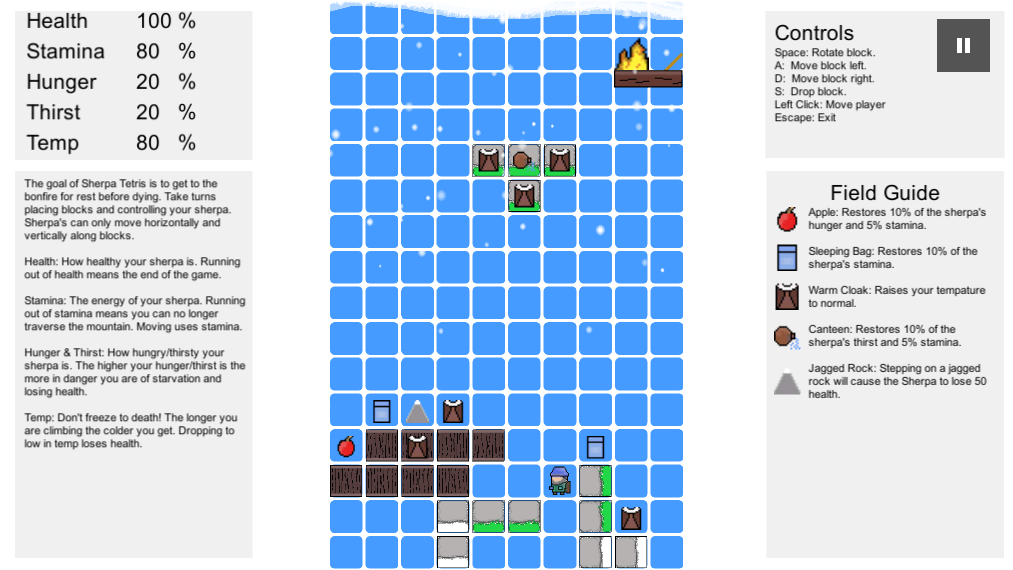 Health 100 %
Stamina 80 %
Hunger 20 %
Thirst 20 %
Temp 80 %
The goal of Sherpa Tetris is to get to the
bonfire for rest before dying. Take turns
placing blocks and controlling your sherpa.
Sherpa's can only move horizontally and
vertically along blocks.
Health: How healthy your sherpa is. Running
out of health means the end of the game.
Stamina: The energy of your sherpa. Running
out of stamina means you can no longer
traverse the mountain. Moving uses stamina.
Hunger & Thirst: How hungry/thirsty your
sherpa is. The higher your hunger/thirst is the
more in danger you are of starvation and
losing health.
Temp: Don't freeze to death! The longer you
are climbing the colder you get. Dropping to
low in temp loses health.
Controls
Space: Rotate block.
A: Move block left.
D: Move block right.
S: Drop block.
Left Click: Move player
Escape: Exit
Field Guide
Apple: Restores 10% of the sherpa's
hunger and 5% stamina.
Sleeping Bag: Restores 10% of the
sherpa's stamina.
Warm Cloak: Raises your tempature
to normal.
Canteen: Restores 10% of the
sherpa's thirst and 5% stamina.
Jagged Rock: Stepping on a jagged
rock will cause the Sherpa to lose 50
health.